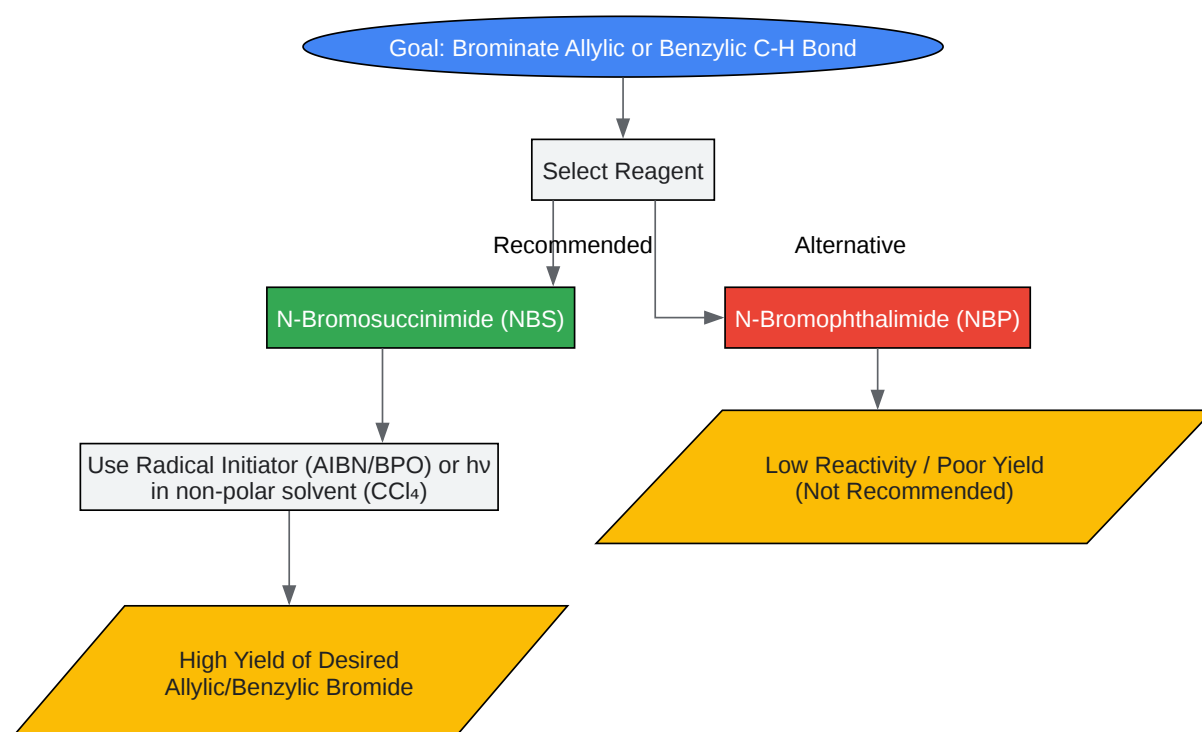 Goal: Brominate Allylic or Benzylic C-H Bond
Select Reagent
Recommended
Alternative
N-Bromosuccinimide (NBS)
N-Bromophthalimide (NBP)
Use Radical Initiator (AIBN/BPO) or hν
in non-polar solvent (CCl₄)
Low Reactivity / Poor Yield
(Not Recommended)
High Yield of Desired
Allylic/Benzylic Bromide